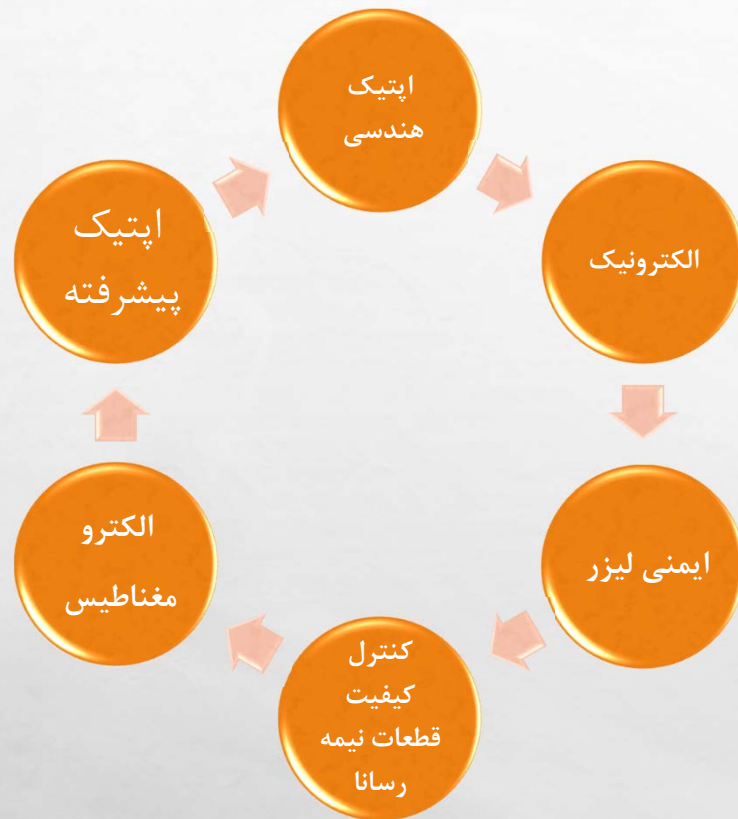 اپتیک
هندسی
الکترونیک
ایمنی لیزر
کنترل
کیفیت
قطعات نیمه
رسانا
الکترو
مغناطیس
اپتیک
پیشرفته